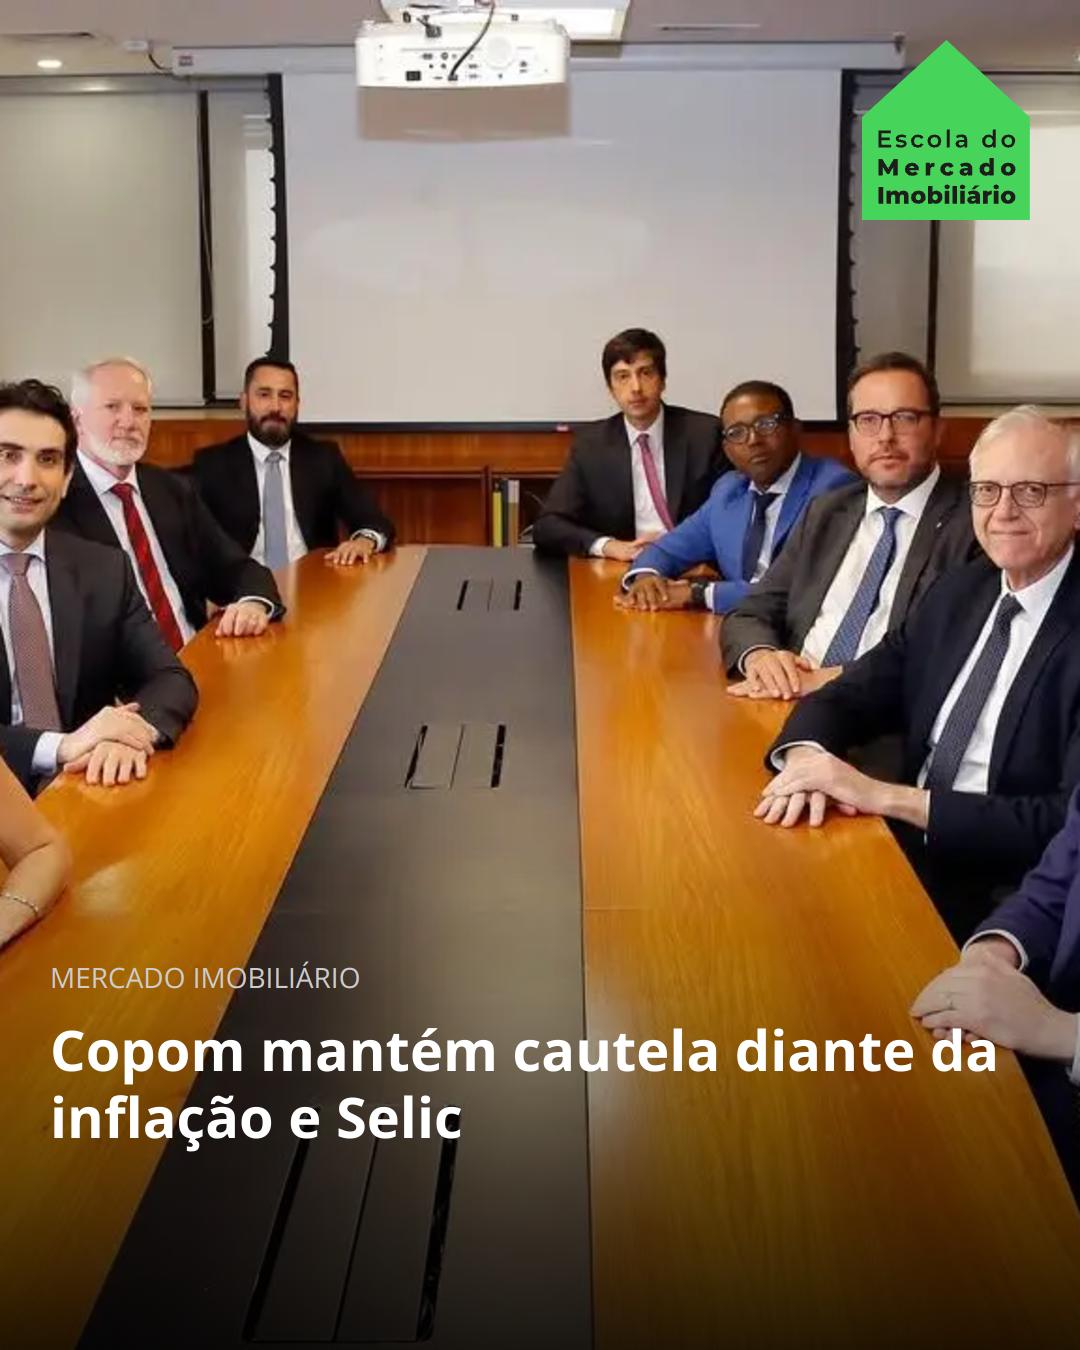 Escola do
Mercado
Imobiliário
MERCADO IMOBILIÁRIO
Copom mantém cautela diante da
inflação e Selic